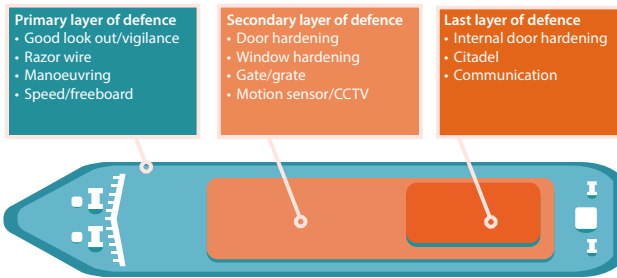 Primary layer of defence
• Good look out/vigilance
• Razor wire
• Manoeuvring
• Speed/freeboard
Secondary layer of defence
• Door hardening
• Window hardening
• Gate/grate
• Motion sensor/CCTV
Last layer of defence
• Internal door hardening
• Citadel
• Communication